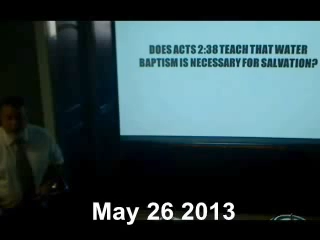 DOES ACTS 2:38 TEACH THAT WATER
BAPTISM IS NECESSARY FOR SALVATION?
May 26 2013